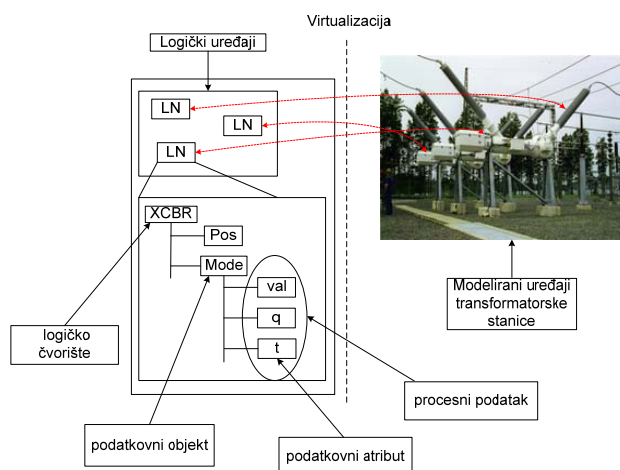 Virtualizacija
Logički uređaji
LN
LN
LN
XCBR
Pos
Mode
val
q
t
Modelirani uređaji
transformatorske
stanice
logičko
čvorište
procesni podatak
podatkovni objekt
podatkovni atribut